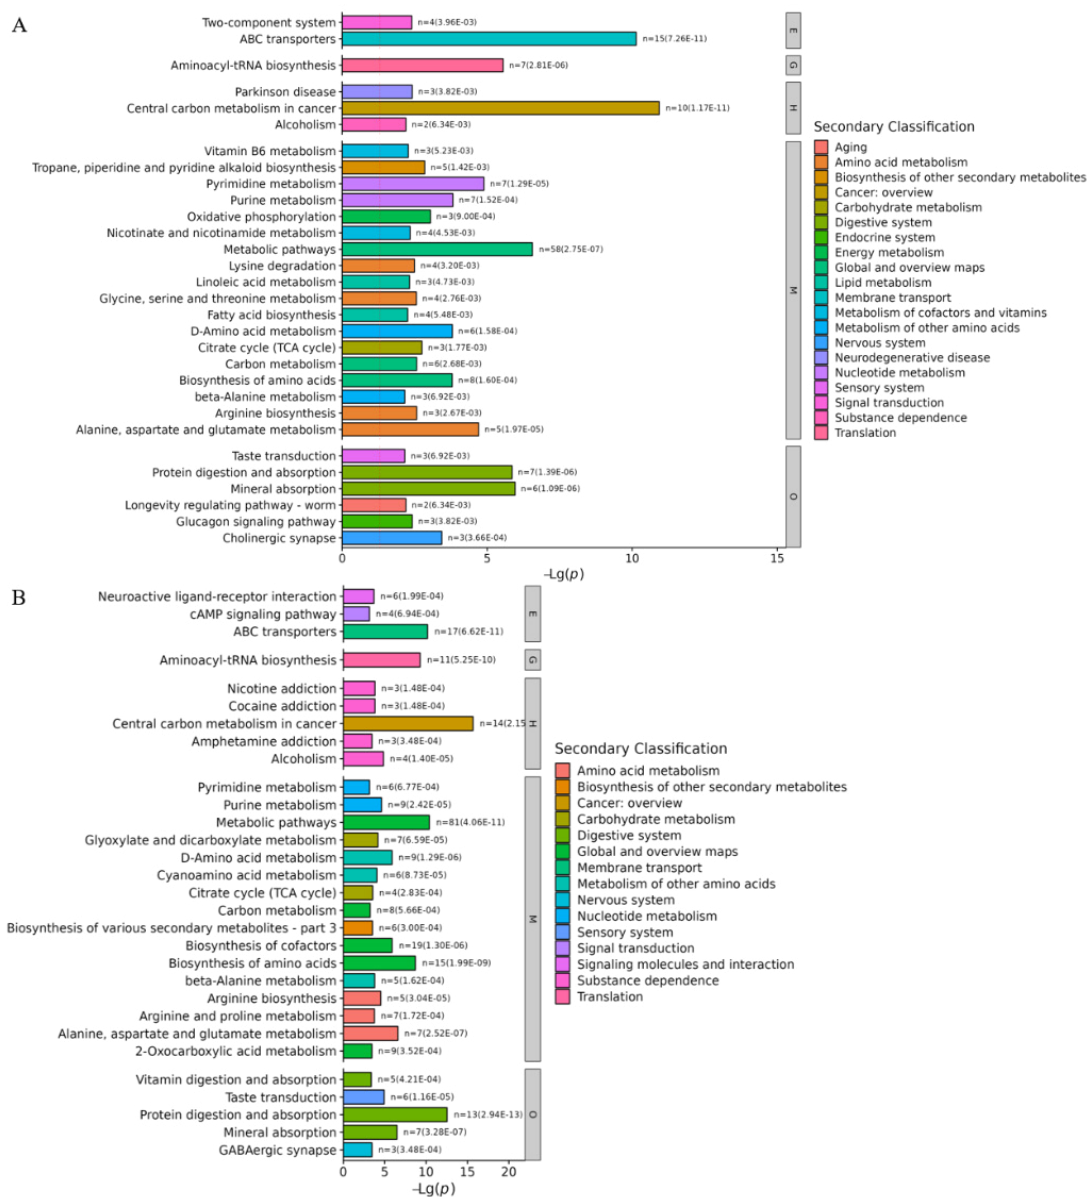 A
Two-component system n=4(3.96E-03)
ABC transporters n=15(7.26E-11)
E
Aminoacyl-tRNA biosynthesis n=7(2.81E-06)
G
Parkinson disease n=3(3.82E-03)
Central carbon metabolism in cancer n=10(1.17E-11)
Alcoholism n=2(6.34E-03)
H
Vitamin B6 metabolism n=3(5.23E-03)
Tropane, piperidine and pyridine alkaloid biosynthesis n=5(1.42E-03)
Pyrimidine metabolism n=7(1.29E-05)
Purine metabolism n=7(1.52E-04)
Oxidative phosphorylation n=3(9.00E-04)
Nicotinate and nicotinamide metabolism n=4(4.53E-03)
Metabolic pathways n=58(2.75E-07)
Lysine degradation n=4(3.20E-03)
Linoleic acid metabolism n=3(4.73E-03)
Glycine, serine and threonine metabolism n=4(2.76E-03)
Fatty acid biosynthesis n=4(5.48E-03)
D-Amino acid metabolism n=6(1.58E-04)
Citrate cycle (TCA cycle) n=3(1.77E-03)
Carbon metabolism n=6(2.68E-03)
Biosynthesis of amino acids n=8(1.60E-04)
beta-Alanine metabolism n=3(6.92E-03)
Arginine biosynthesis n=3(2.67E-03)
Alanine, aspartate and glutamate metabolism n=5(1.97E-05)
M
Taste transduction n=3(6.92E-03)
Protein digestion and absorption n=7(1.39E-06)
Mineral absorption n=6(1.09E-06)
Longevity regulating pathway - worm n=2(6.34E-03)
Glucagon signaling pathway n=3(3.82E-03)
Cholinergic synapse n=3(3.66E-04)
O
0 5 10 15
−Lg(p)
Secondary Classification
Aging
Amino acid metabolism
Biosynthesis of other secondary metabolites
Cancer: overview
Carbohydrate metabolism
Digestive system
Endocrine system
Energy metabolism
Global and overview maps
Lipid metabolism
Membrane transport
Metabolism of cofactors and vitamins
Metabolism of other amino acids
Nervous system
Neurodegenerative disease
Nucleotide metabolism
Sensory system
Signal transduction
Substance dependence
Translation
B
Neuroactive ligand-receptor interaction n=6(1.99E-04)
cAMP signaling pathway n=4(6.94E-04)
ABC transporters n=17(6.62E-11)
E
Aminoacyl-tRNA biosynthesis n=11(5.25E-10)
G
Nicotine addiction n=3(1.48E-04)
Cocaine addiction n=3(1.48E-04)
Central carbon metabolism in cancer n=14(2.15
Amphetamine addiction n=3(3.48E-04)
Alcoholism n=4(1.40E-05)
H
Pyrimidine metabolism n=6(6.77E-04)
Purine metabolism n=9(2.42E-05)
Metabolic pathways n=81(4.06E-11)
Glyoxylate and dicarboxylate metabolism n=7(6.59E-05)
D-Amino acid metabolism n=9(1.29E-06)
Cyanoamino acid metabolism n=6(8.73E-05)
Citrate cycle (TCA cycle) n=4(2.83E-04)
Carbon metabolism n=8(5.66E-04)
Biosynthesis of various secondary metabolites - part 3 n=6(3.00E-04)
Biosynthesis of cofactors n=19(1.30E-06)
Biosynthesis of amino acids n=15(1.99E-09)
beta-Alanine metabolism n=5(1.62E-04)
Arginine biosynthesis n=5(3.04E-05)
Arginine and proline metabolism n=7(1.72E-04)
Alanine, aspartate and glutamate metabolism n=7(2.52E-07)
2-Oxocarboxylic acid metabolism n=9(3.52E-04)
M
Vitamin digestion and absorption n=5(4.21E-04)
Taste transduction n=6(1.16E-05)
Protein digestion and absorption n=13(2.94E-13)
Mineral absorption n=7(3.28E-07)
GABAergic synapse n=3(3.48E-04)
O
0 5 10 15 20
−Lg(p)
Secondary Classification
Amino acid metabolism
Biosynthesis of other secondary metabolites
Cancer: overview
Carbohydrate metabolism
Digestive system
Global and overview maps
Membrane transport
Metabolism of other amino acids
Nervous system
Nucleotide metabolism
Sensory system
Signal transduction
Signaling molecules and interaction
Substance dependence
Translation